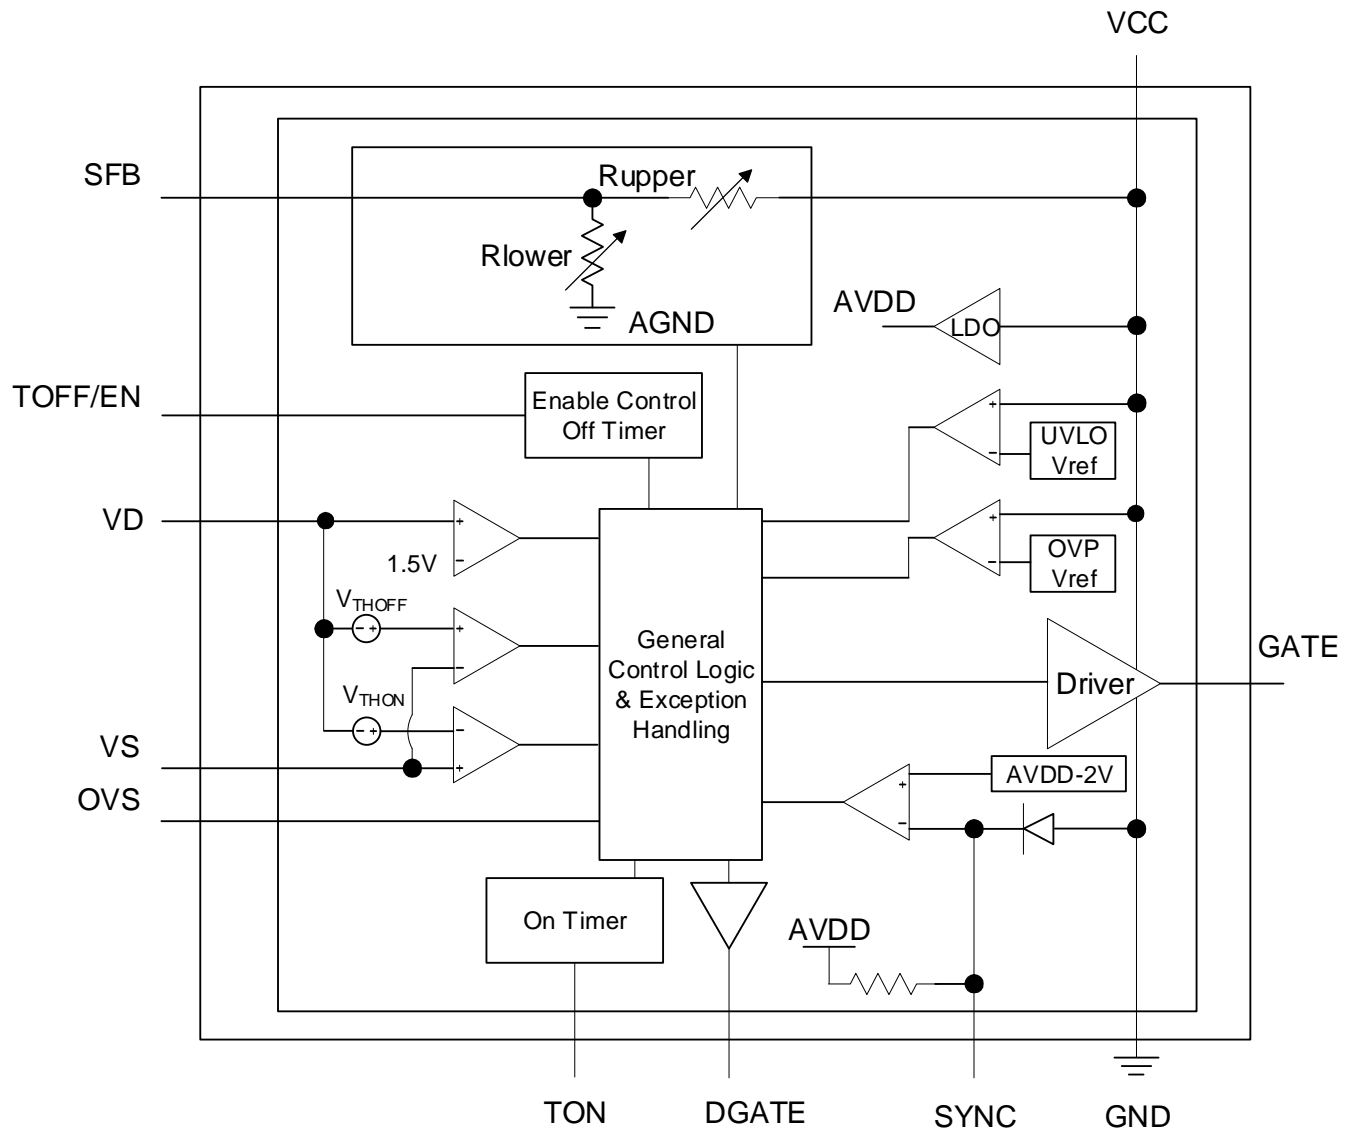 VCC
SFB
Rupper
Rlower
AGND
AVDD
LDO
TOFF/EN
Enable Control
Off Timer
+
−
UVLO
Vref
VD
+
−
1.5V
+
−
OVP
Vref
VTHOFF
− +
+
−
General
Control Logic
& Exception
Handling
Driver
GATE
VTHON
− +
−
+
VS
OVS
AVDD-2V
+
−
On Timer
AVDD
TON
DGATE
SYNC
GND